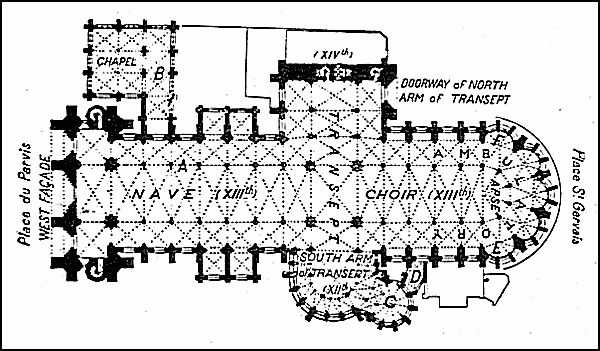 (XIVth)
CHAPEL
B
DOORWAY of NORTH
ARM of TRANSEPT
Place du Parvis
WEST FAÇADE
A
TRANSEPT
AMBULATORY
E
NAVE (XIIth)
CHOIR (XIIIth)
APSE
Place St Gervais
E
SOUTH ARM
of TRANSEPT
(XIIth)
D
C